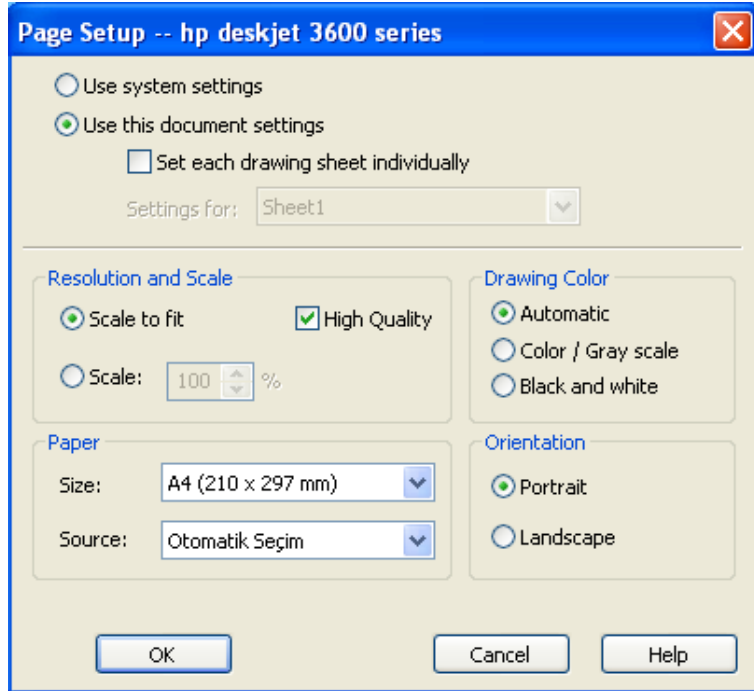 Page Setup -- hp deskjet 3600 series
Use system settings
Use this document settings
Set each drawing sheet individually
Settings for: Sheet1
Resolution and Scale
Scale to fit
High Quality
Scale: 100 %
Drawing Color
Automatic
Color / Gray scale
Black and white
Paper
Size: A4 (210 x 297 mm)
Source: Otomatik Seçim
Orientation
Portrait
Landscape
OK
Cancel
Help